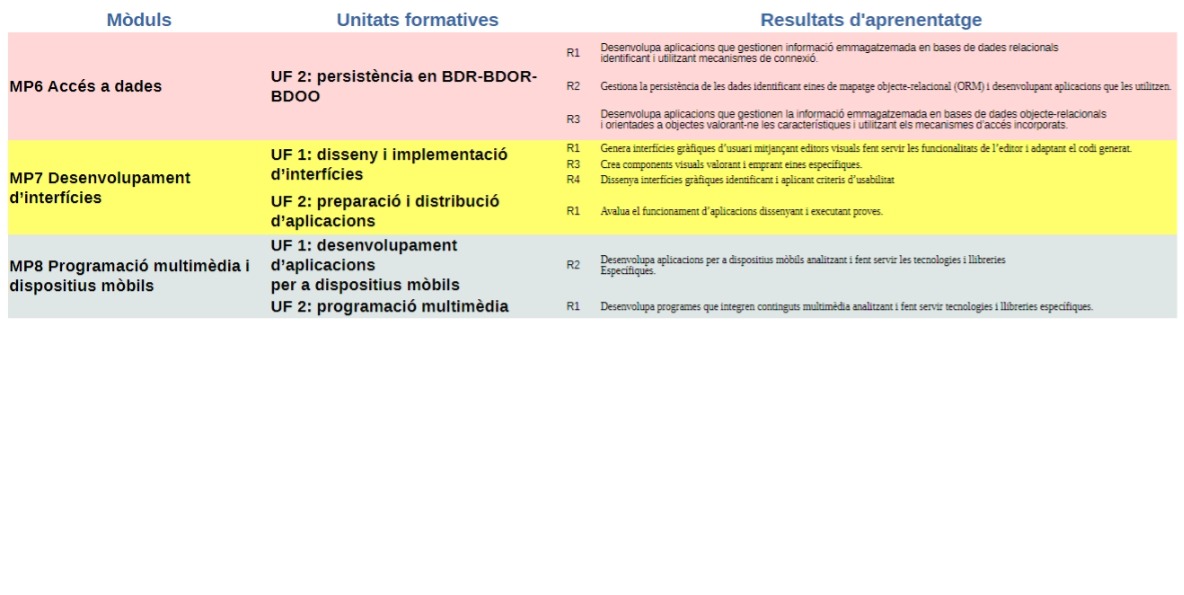 Mòduls Unitats formatives Resultats d'aprenentatge
MP6 Accés a dades
UF 2: persistència en BDR-BDOR-
BDOO
R1 Desenvolupa aplicacions que gestionen informació emmagatzemada en bases de dades relacionals
identificant i utilitzant mecanismes de connexió.
R2 Gestiona la persistència de les dades identificant eines de mapatge objecte-relacional (ORM) i desenvolupant aplicacions que les utilitzen.
R3 Desenvolupa aplicacions que gestionen la informació emmagatzemada en bases de dades objecte-relacionals
i orientades a objectes valorant-ne les característiques i utilitzant els mecanismes d'accés incorporats.
MP7 Desenvolupament
d’interfícies
UF 1: disseny i implementació
d’interfícies
R1 Genera interfícies gràfiques d’usuari mitjançant editors visuals fent servir les funcionalitats de l’editor i adaptant el codi generat.
R3 Crea components visuals valorant i emprant eines específiques.
R4 Dissenya interfícies gràfiques identificant i aplicant criteris d’usabilitat
UF 2: preparació i distribució
d’aplicacions
R1 Avalua el funcionament d’aplicacions dissenyant i executant proves.
MP8 Programació multimèdia i
dispositius mòbils
UF 1: desenvolupament
d’aplicacions
per a dispositius mòbils
R2 Desenvolupa aplicacions per a dispositius mòbils analitzant i fent servir les tecnologies i llibreries
Específiques.
UF 2: programació multimèdia
R1 Desenvolupa programes que integren continguts multimèdia analitzant i fent servir tecnologies i llibreries específiques.